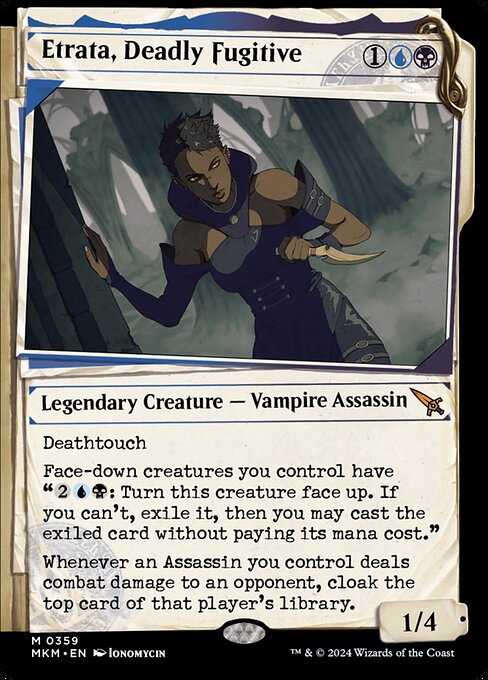 Etrata, Deadly Fugitive 1
Legendary Creature — Vampire Assassin
Deathtouch
Face-down creatures you control have
“2: Turn this creature face up. If
you can’t, exile it, then you may cast the
exiled card without paying its mana cost.”
Whenever an Assassin you control deals
combat damage to an opponent, cloak the
top card of that player’s library.
1/4
M 0359
MKM • EN Ionomycin
™ & © 2024 Wizards of the Coast